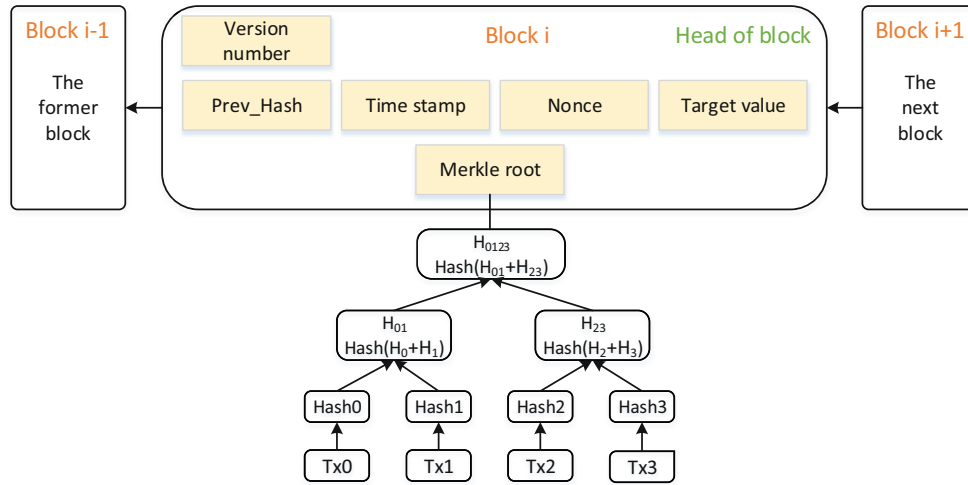 Block i-1
The
former
block
Version
number
Block i
Head of block
Prev_Hash
Time stamp
Nonce
Target value
Merkle root
Block i+1
The
next
block
H₀₁₂₃
Hash(H₀₁+H₂₃)
H₀₁
Hash(H₀+H₁)
H₂₃
Hash(H₂+H₃)
Hash0
Hash1
Hash2
Hash3
Tx0
Tx1
Tx2
Tx3